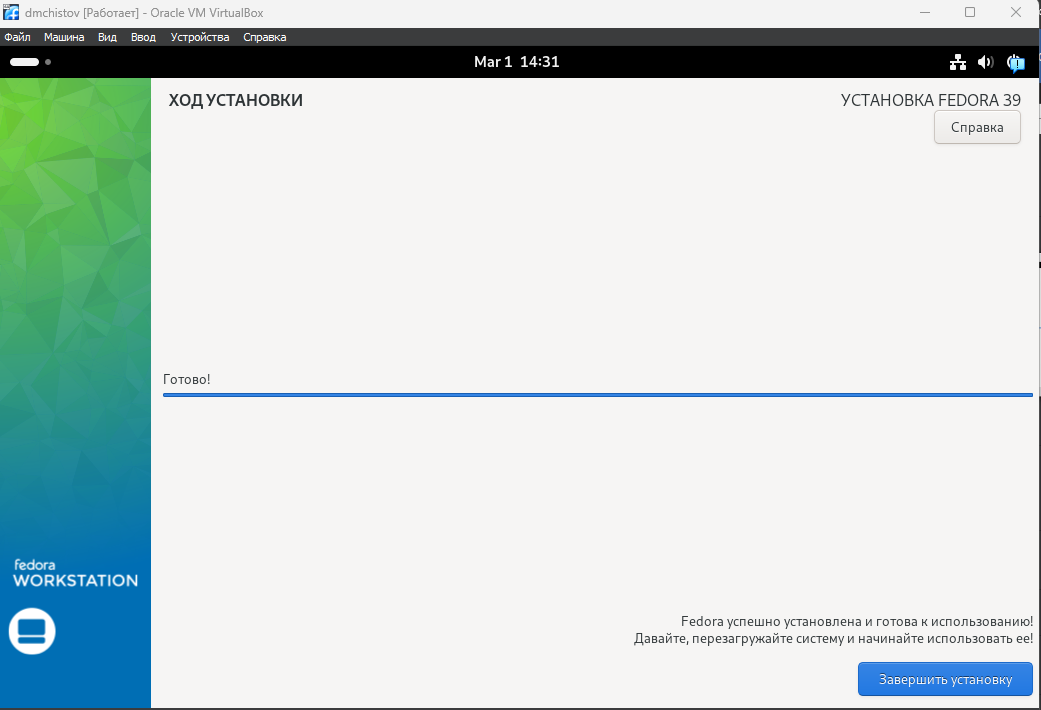 dmchistov [Работает] - Oracle VM VirtualBox
Файл Машина Вид Ввод Устройства Справка
Mar 1 14:31
ХОД УСТАНОВКИ
УСТАНОВКА FEDORA 39
Справка
Готово!
fedora
WORKSTATION
Fedora успешно установлена и готова к использованию!
Давайте, перезагружайте систему и начинайте использовать ее!
Завершить установку